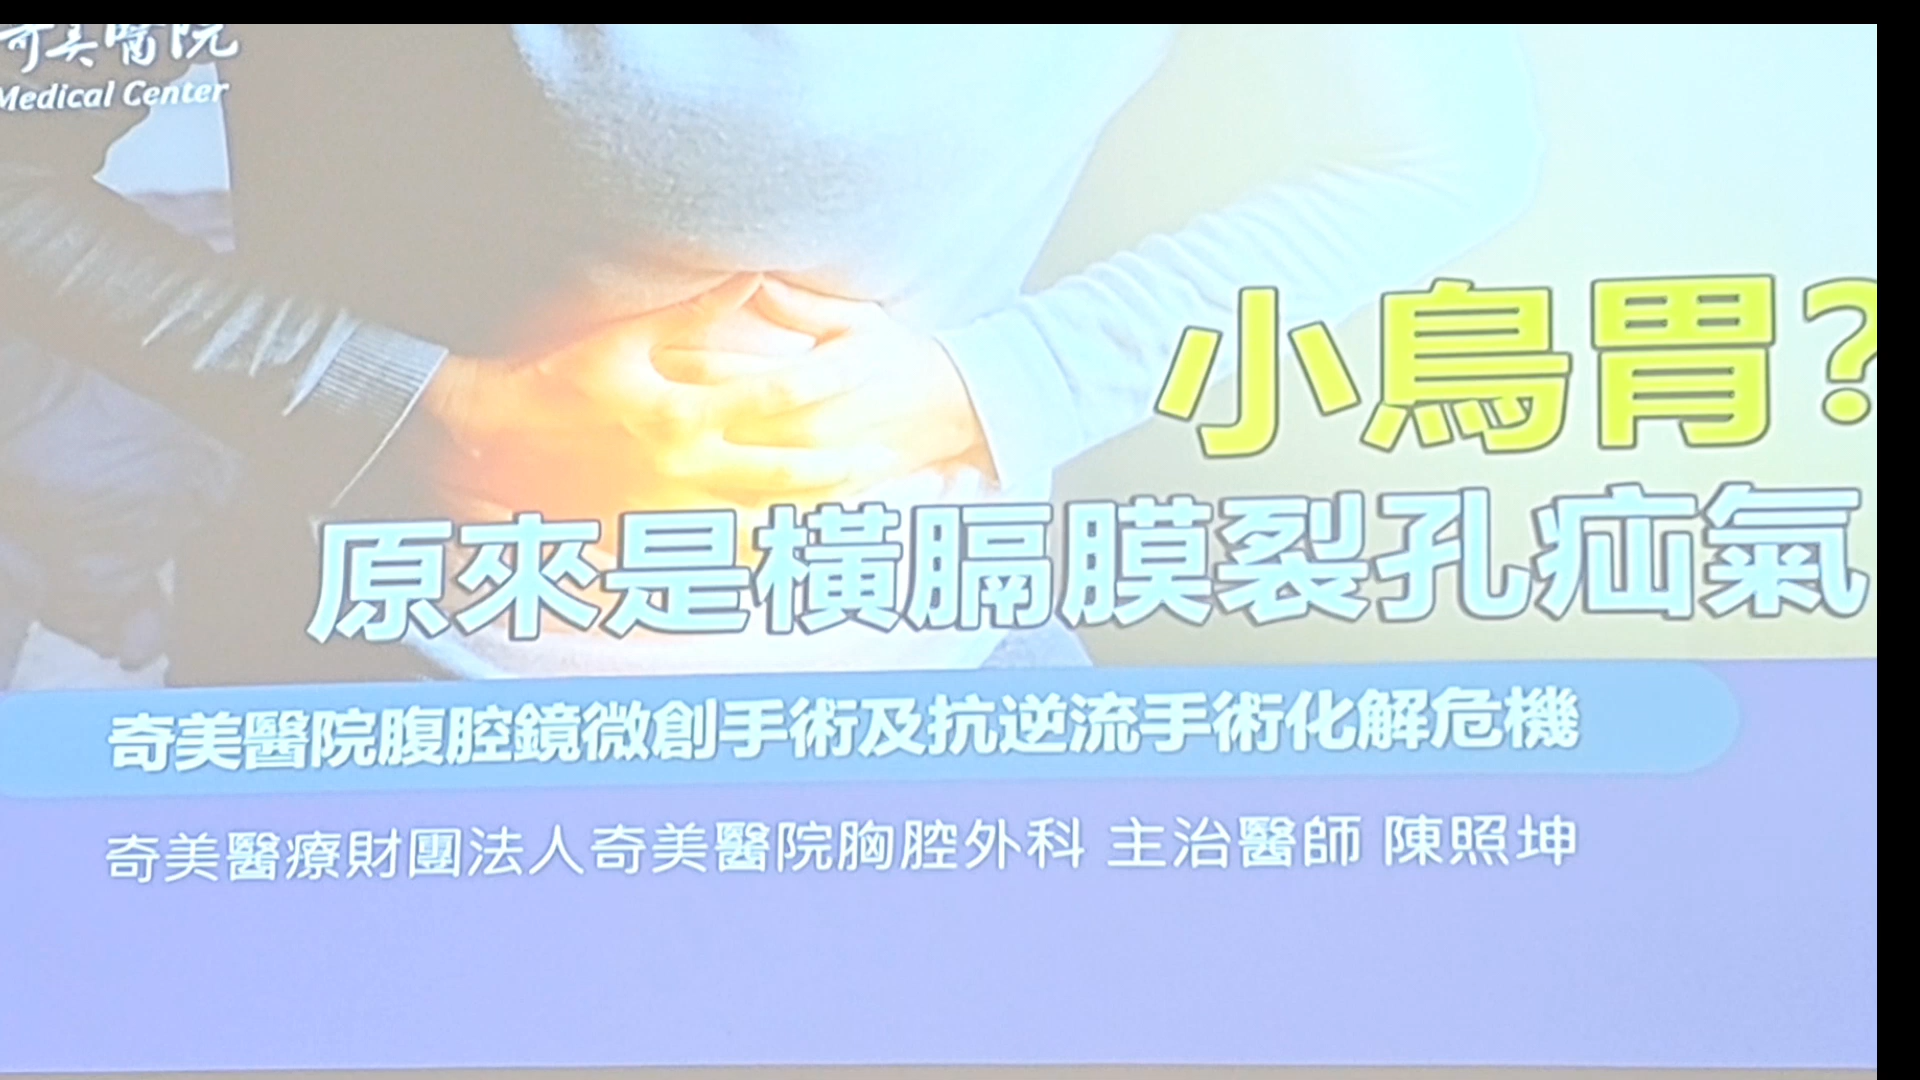 奇美醫院
Medical Center
小鳥胃?
原來是橫膈膜裂孔疝氣
奇美醫院腹腔鏡微創手術及抗逆流手術化解危機
奇美醫療財團法人奇美醫院胸腔外科 主治醫師 陳照坤